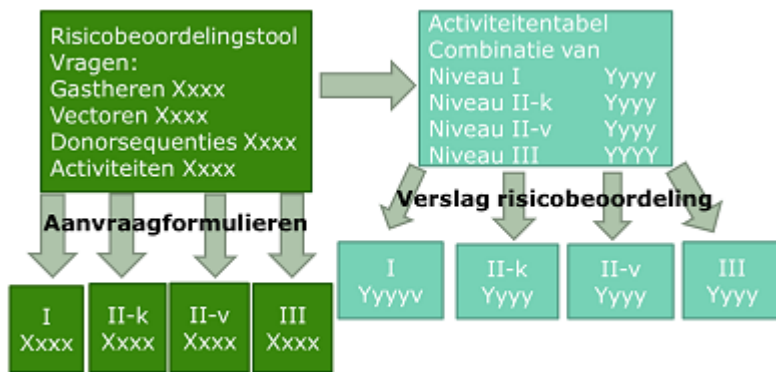 Risicobeoordelingstool
Vragen:
Gastheren Xxxx
Vectoren Xxxx
Donorsequenties Xxxx
Activiteiten Xxxx
Activiteitentabel
Combinatie van
Niveau I Yyyy
Niveau II-k Yyyy
Niveau II-v Yyyy
Niveau III YYYY
Aanvraagformulieren
Verslag risicobeoordeling
I
Xxxx
II-k
Xxxx
II-v
Xxxx
III
Xxxx
I
Yyyyv
II-k
Yyyy
II-v
Yyyy
III
Yyyy